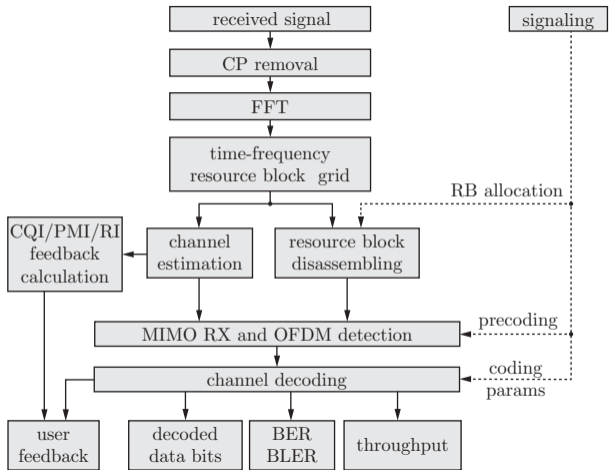 received signal
signaling
CP removal
FFT
time-frequency
resource block grid
RB allocation
CQI/PMI/RI
feedback
calculation
channel
estimation
resource block
disassembling
precoding
MIMO RX and OFDM detection
coding
params
channel decoding
user
feedback
decoded
data bits
BER
BLER
throughput